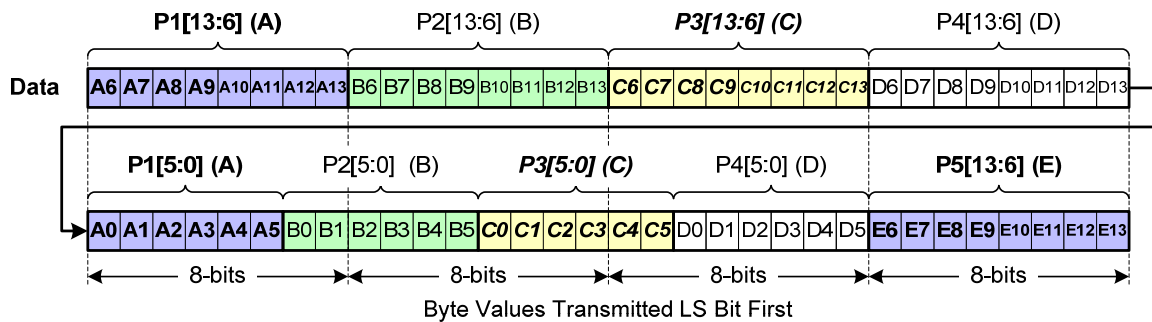 P1[13:6] (A) P2[13:6] (B) P3[13:6] (C) P4[13:6] (D)
Data A6 A7 A8 A9 A10 A11 A12 A13 B6 B7 B8 B9 B10 B11 B12 B13 C6 C7 C8 C9 C10 C11 C12 C13 D6 D7 D8 D9 D10 D11 D12 D13
P1[5:0] (A) P2[5:0] (B) P3[5:0] (C) P4[5:0] (D) P5[13:6] (E)
A0 A1 A2 A3 A4 A5 B0 B1 B2 B3 B4 B5 C0 C1 C2 C3 C4 C5 D0 D1 D2 D3 D4 D5 E6 E7 E8 E9 E10 E11 E12 E13
8-bits 8-bits 8-bits 8-bits
Byte Values Transmitted LS Bit First